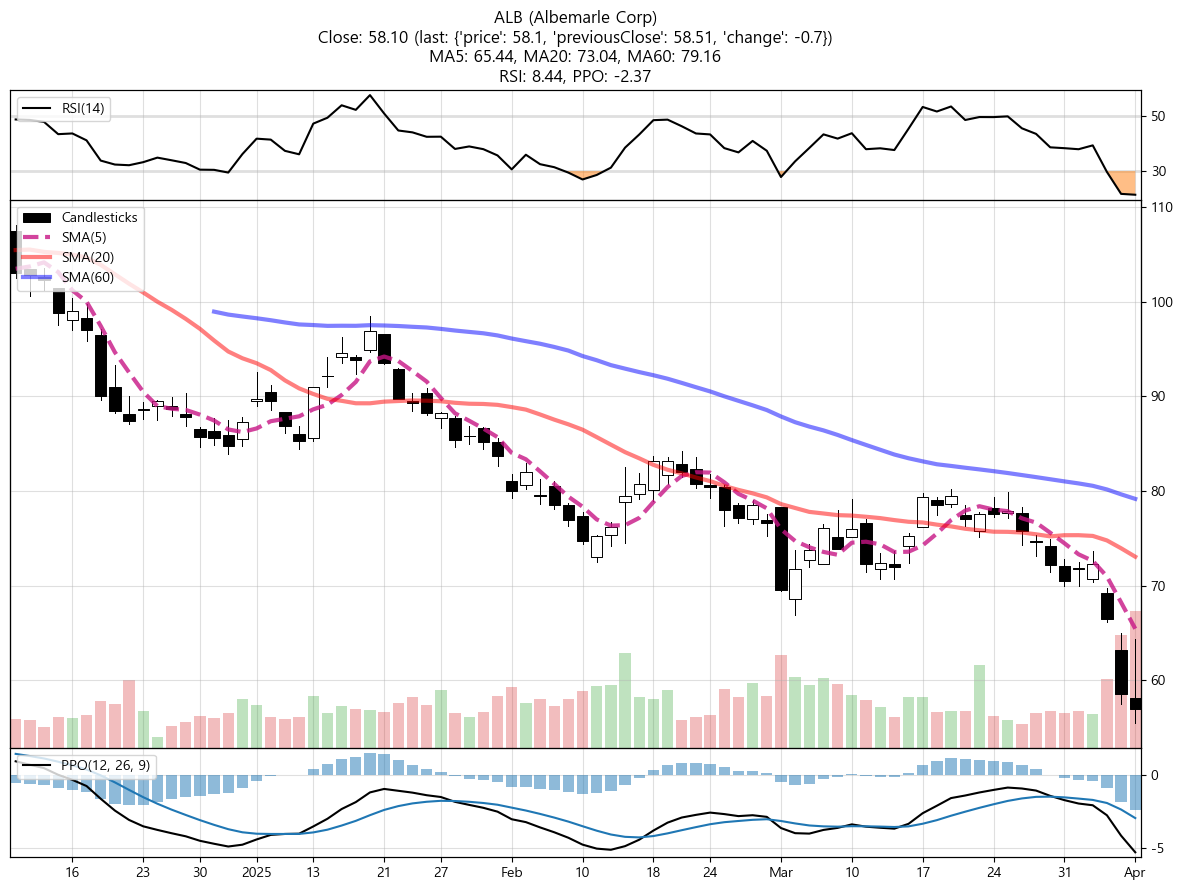 ALB (Albemarle Corp)
Close: 58.10 (last: {'price': 58.1, 'previousClose': 58.51, 'change': -0.7})
MA5: 65.44, MA20: 73.04, MA60: 79.16
RSI: 8.44, PPO: -2.37
RSI(14)
50
30
Candlesticks
SMA(5)
SMA(20)
SMA(60)
110
100
90
80
70
60
PPO(12, 26, 9)
0
-5
16 23 30 2025 13 21 27 Feb 10 18 24 Mar 10 17 24 31 Apr